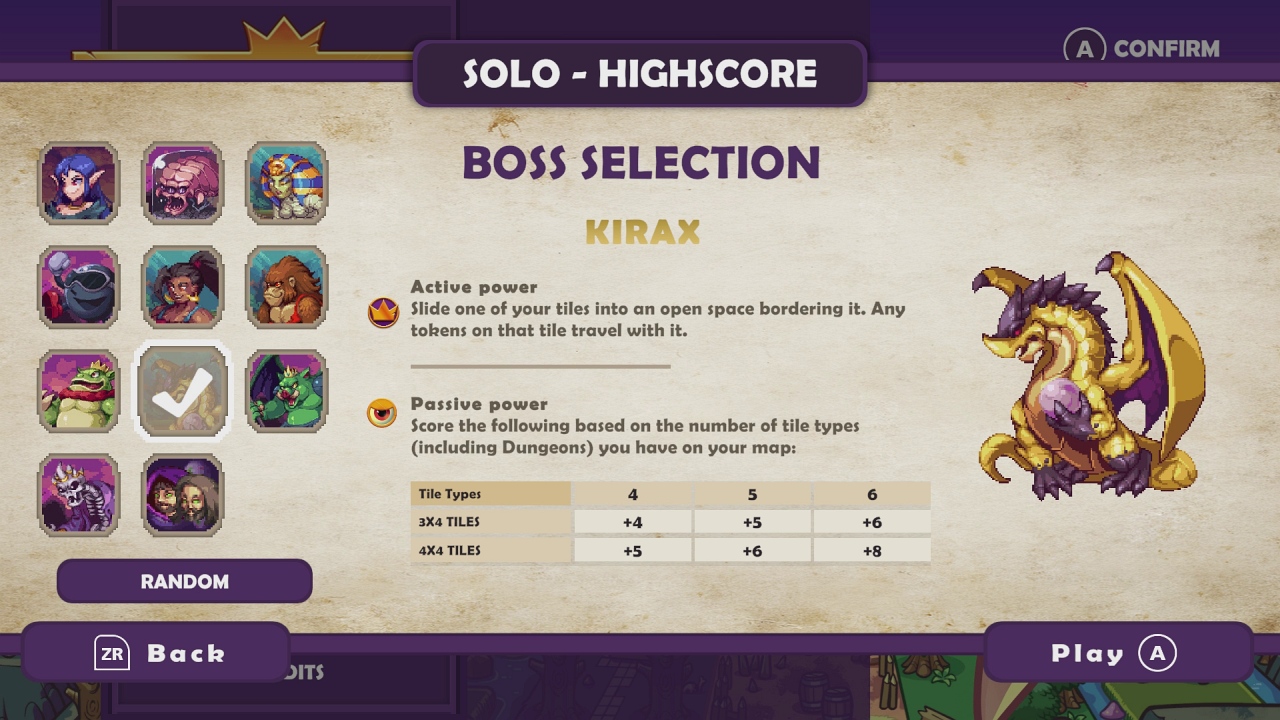 A CONFIRM
SOLO - HIGHSCORE
BOSS SELECTION
KIRAX
Active power
Slide one of your tiles into an open space bordering it. Any
tokens on that tile travel with it.
Passive power
Score the following based on the number of tile types
(including Dungeons) you have on your map:
Tile Types 4 5 6
3X4 TILES +4 +5 +6
4X4 TILES +5 +6 +8
RANDOM
ZR Back
Play A